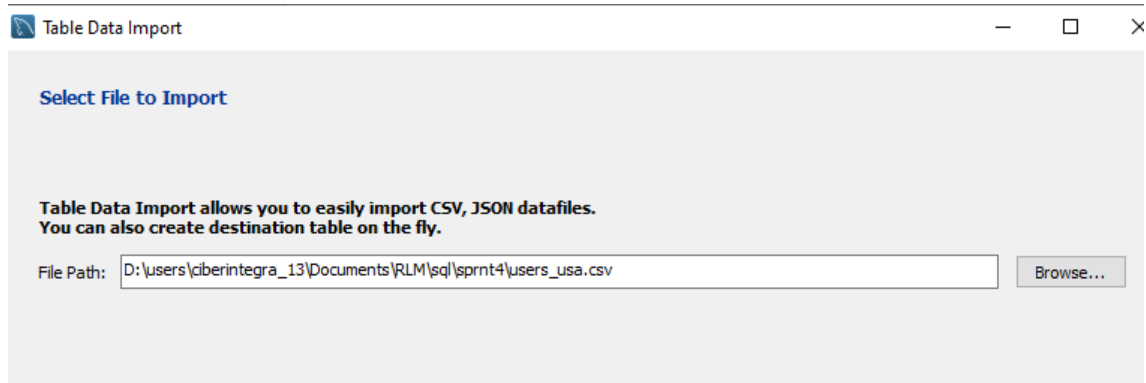 Table Data Import
Select File to Import
Table Data Import allows you to easily import CSV, JSON datafiles.
You can also create destination table on the fly.
File Path: D:\users\ciberintegra_13\Documents\RLM\sql\sprnt4\users_usa.csv Browse...